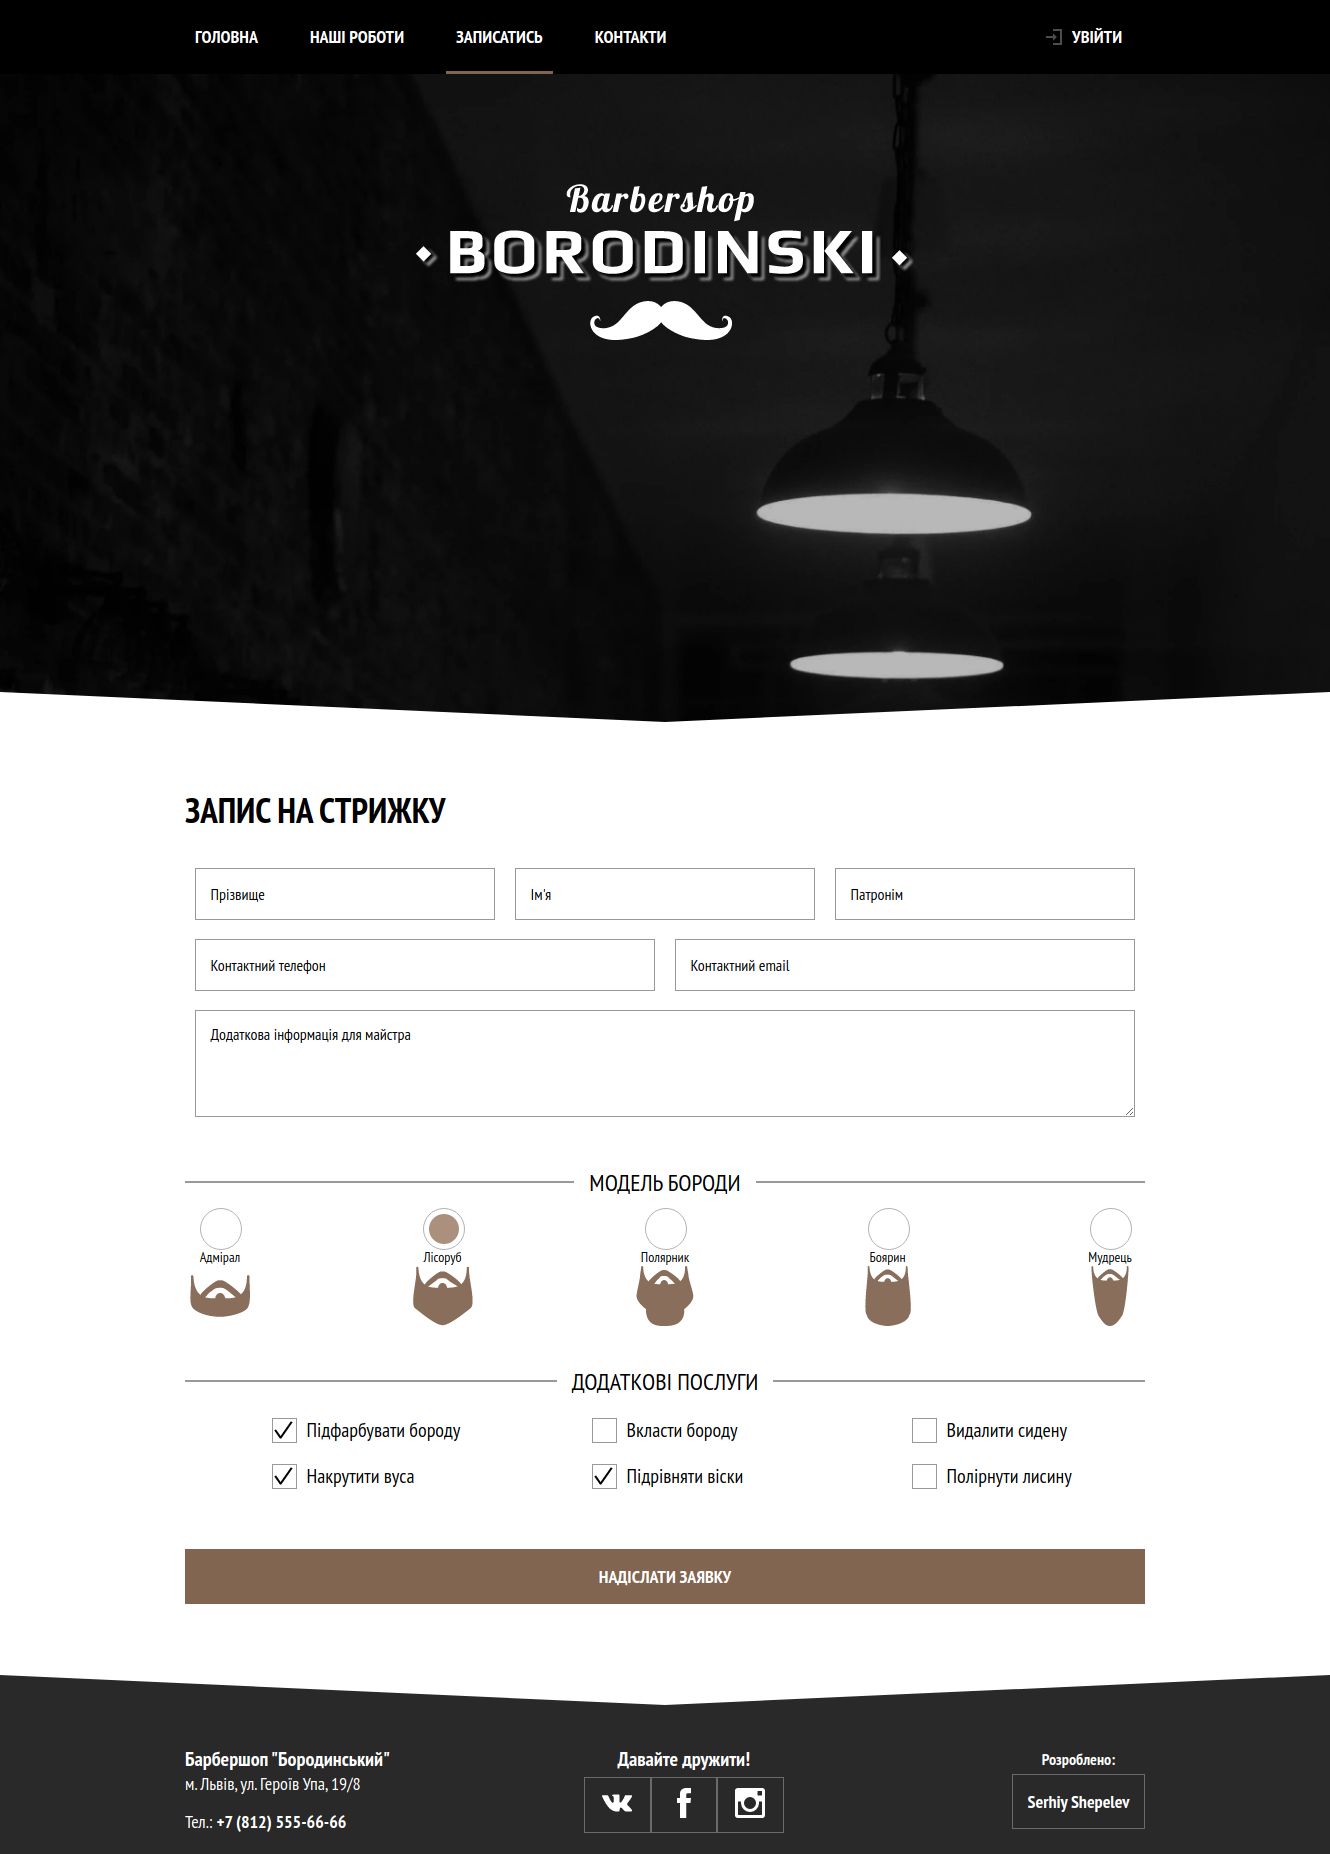 ГОЛОВНА НАШІ РОБОТИ ЗАПИСАТИСЬ КОНТАКТИ УВІЙТИ
Barbershop
BORODINSKI
ЗАПИС НА СТРИЖКУ
Прізвище Ім'я Патронім
Контактний телефон Контактний email
Додаткова інформація для майстра
МОДЕЛЬ БОРОДИ
Адмірал Лісоруб Полярник Боярин Мудрець
ДОДАТКОВІ ПОСЛУГИ
Підфарбувати бороду Вкласти бороду Видалити сидену
Накрутити вуса Підрівняти віски Полірнути лисину
НАДІСЛАТИ ЗАЯВКУ
Барбершоп "Бородинський" Давайте дружити! Розроблено:
м. Львів, ул. Героїв Упа, 19/8
Serhiy Shepelev
Тел.: +7 (812) 555-66-66